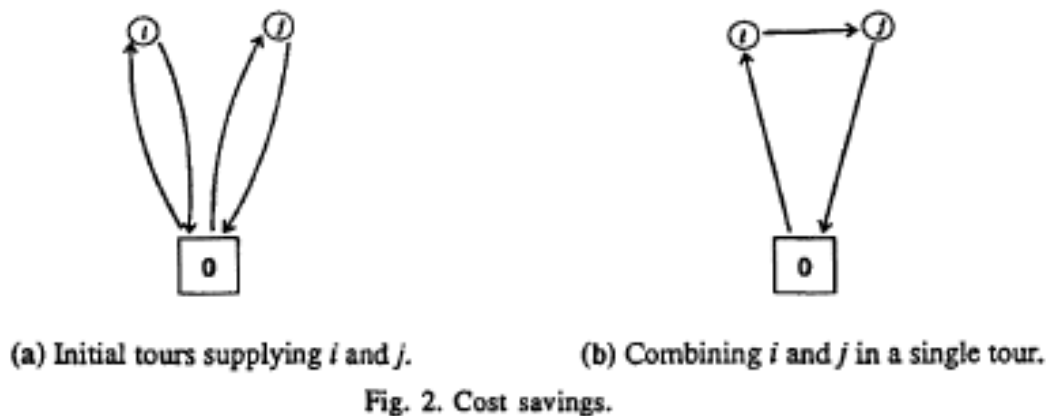 i
j
i
j
0
0
(a) Initial tours supplying i and j.
(b) Combining i and j in a single tour.
Fig. 2. Cost savings.